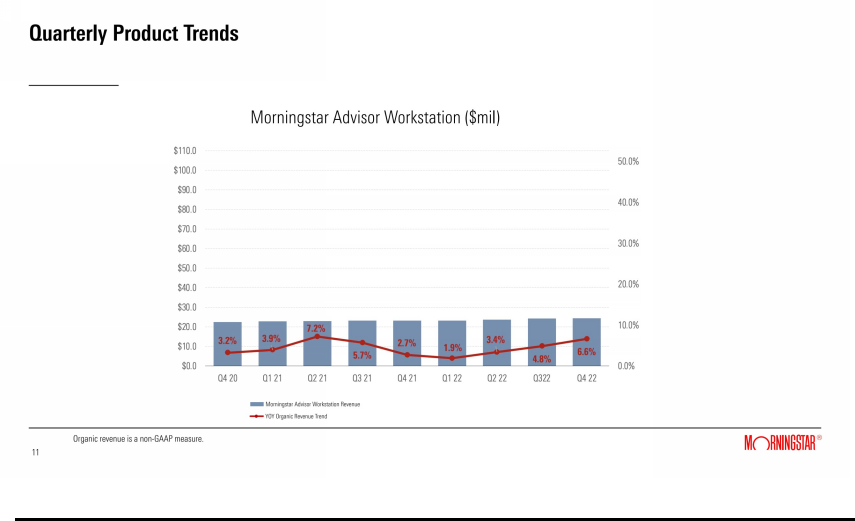 Quarterly Product Trends
Morningstar Advisor Workstation ($mil)
$110.0
$100.0
$90.0
$80.0
$70.0
$60.0
$50.0
$40.0
$30.0
$20.0
$10.0
$0.0
50.0%
40.0%
30.0%
20.0%
10.0%
0.0%
3.2%
3.9%
7.2%
5.7%
2.7%
1.9%
3.4%
4.8%
6.6%
Q4 20
Q1 21
Q2 21
Q3 21
Q4 21
Q1 22
Q2 22
Q322
Q4 22
Morningstar Advisor Workstation Revenue
YOY Organic Revenue Trend
Organic revenue is a non-GAAP measure.
11
MORNINGSTAR®